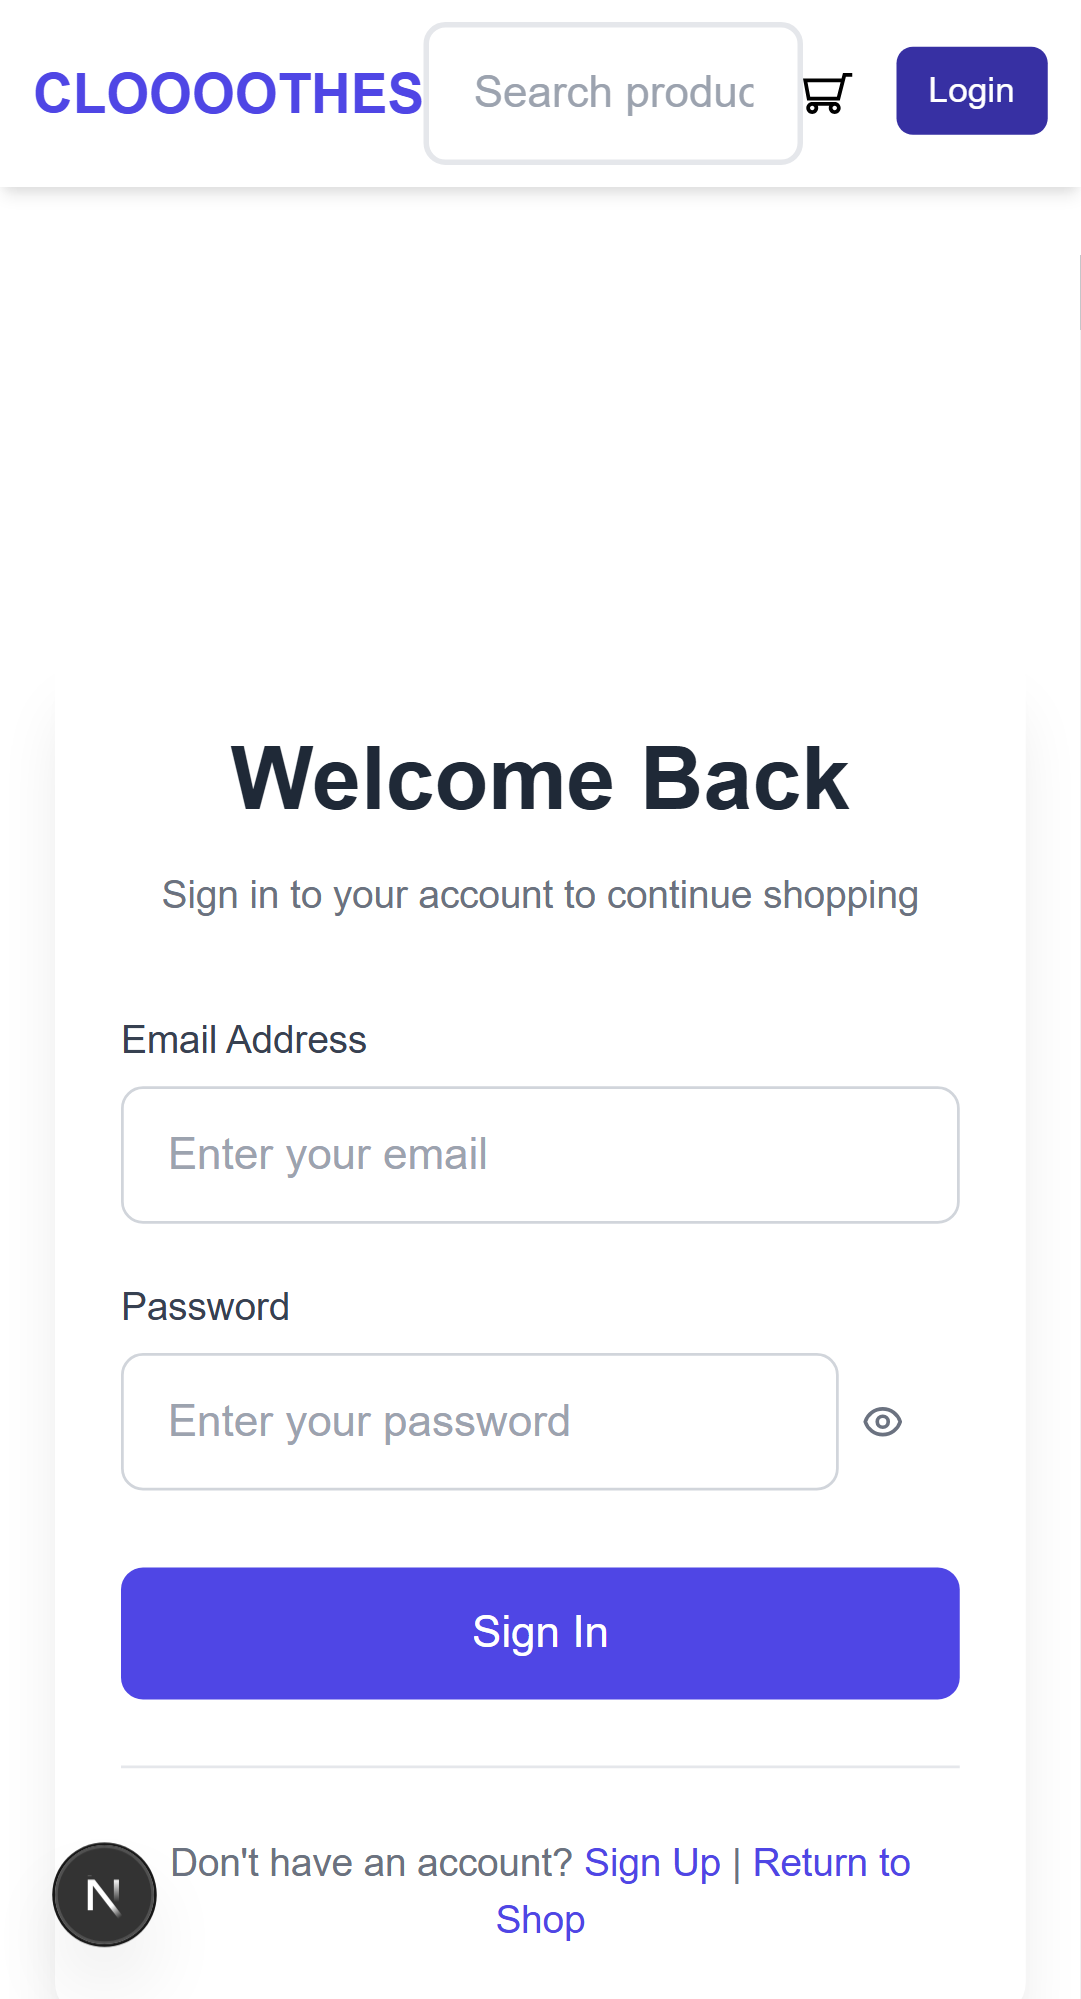 CLOOOOTHES
Search produc
Login
Welcome Back
Sign in to your account to continue shopping
Email Address
Enter your email
Password
Enter your password
Sign In
Don't have an account? Sign Up | Return to
Shop
N